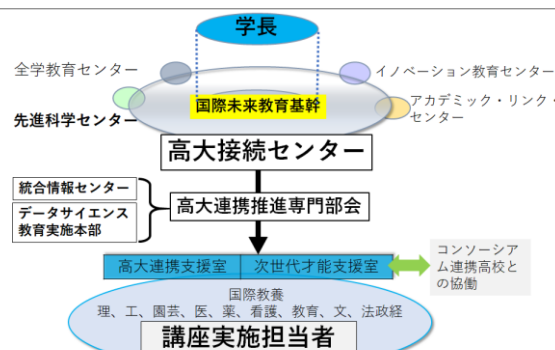 学長
全学教育センター
イノベーション教育センター
国際未来教育基幹
アカデミック・リンク・
センター
先進科学センター
高大接続センター
統合情報センター
データサイエンス
教育実施本部
高大連携推進専門部会
高大連携支援室
次世代才能支援室
コンソーシア
ム連携高校と
の協働
国際教養
理、工、園芸、医、薬、看護、教育、文、法政経
講座実施担当者